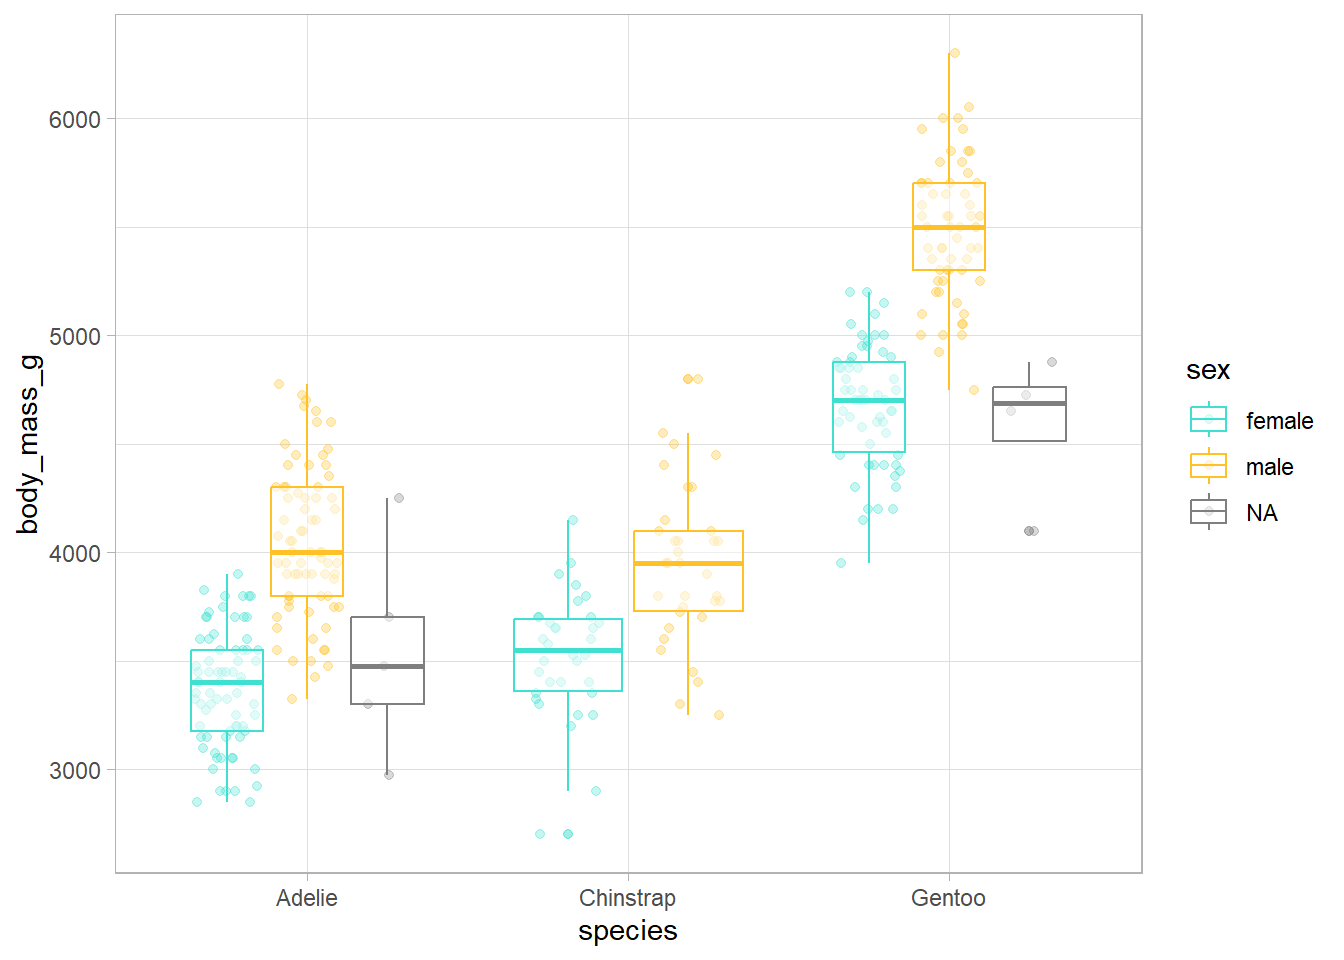 6000
5000
4000
3000
body_mass_g
Adelie
Chinstrap
Gentoo
species
sex
female
male
NA